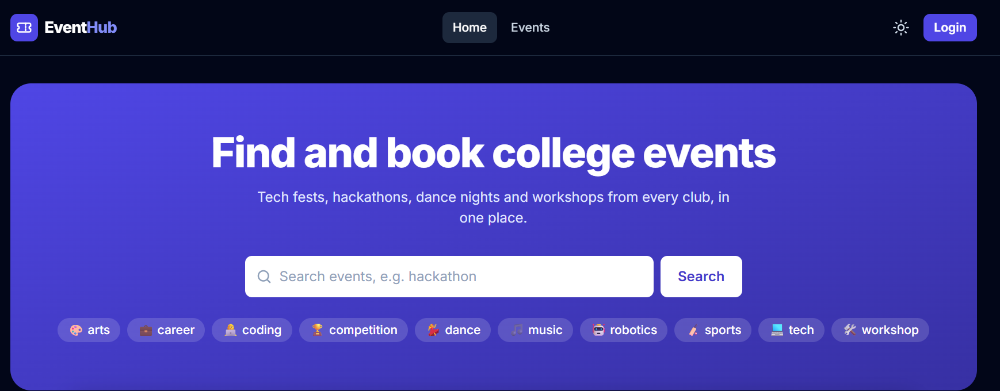 EventHub
Home
Events
Login
Find and book college events
Tech fests, hackathons, dance nights and workshops from every club, in
one place.
Search events, e.g. hackathon
Search
arts
career
coding
competition
dance
music
robotics
sports
tech
workshop